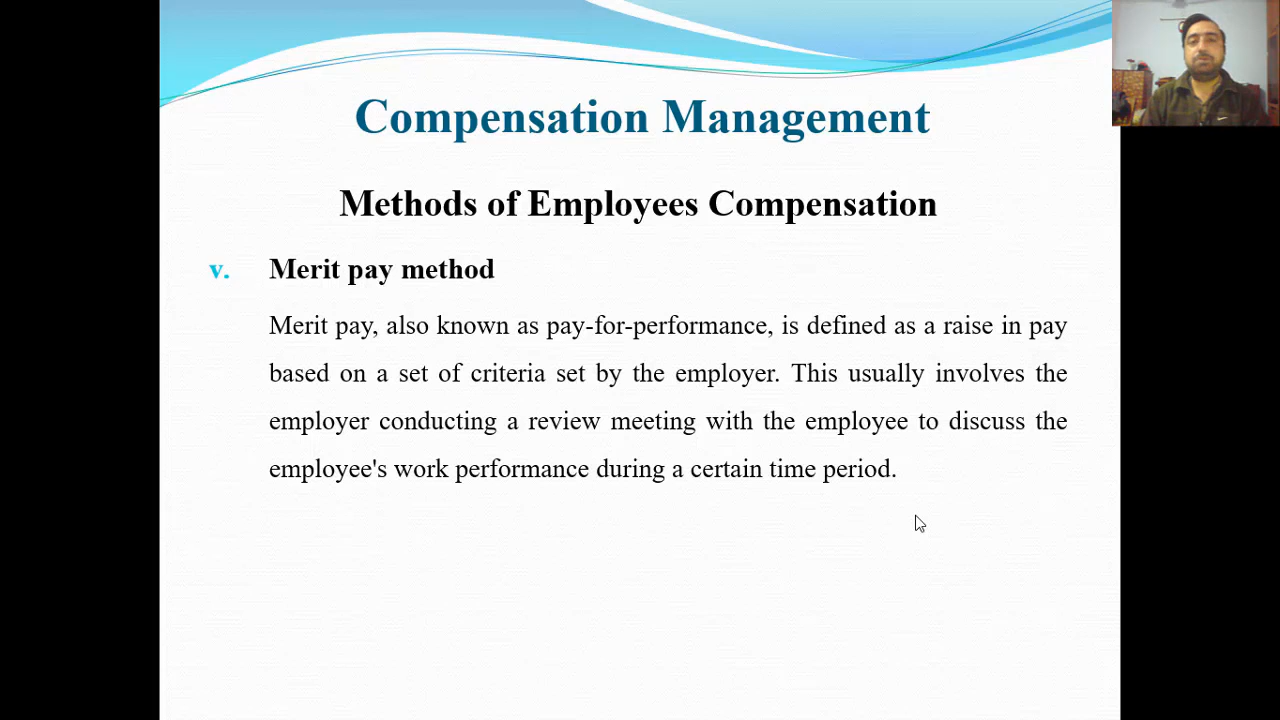 Compensation Management
Methods of Employees Compensation
v. Merit pay method
Merit pay, also known as pay-for-performance, is defined as a raise in pay
based on a set of criteria set by the employer. This usually involves the
employer conducting a review meeting with the employee to discuss the
employee's work performance during a certain time period.